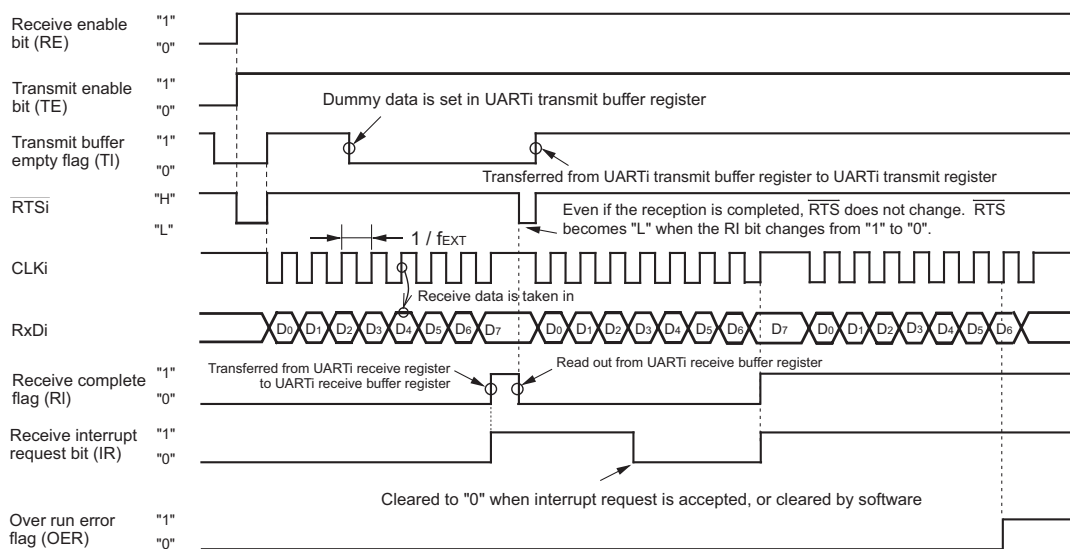 Receive enable
bit (RE)
"1"
"0"
Transmit enable
bit (TE)
"1"
"0"
Dummy data is set in UARTi transmit buffer register
Transmit buffer
empty flag (TI)
"1"
"0"
Transferred from UARTi transmit buffer register to UARTi transmit register
RTSi
"H"
"L"
Even if the reception is completed, RTS does not change. RTS
becomes "L" when the RI bit changes from "1" to "0".
1 / fEXT
CLKi
Receive data is taken in
RxDi
D0 D1 D2 D3 D4 D5 D6 D7 D0 D1 D2 D3 D4 D5 D6 D7 D0 D1 D2 D3 D4 D5 D6
Receive complete
flag (RI)
"1"
"0"
Transferred from UARTi receive register
to UARTi receive buffer register
Read out from UARTi receive buffer register
Receive interrupt
request bit (IR)
"1"
"0"
Cleared to "0" when interrupt request is accepted, or cleared by software
Over run error
flag (OER)
"1"
"0"